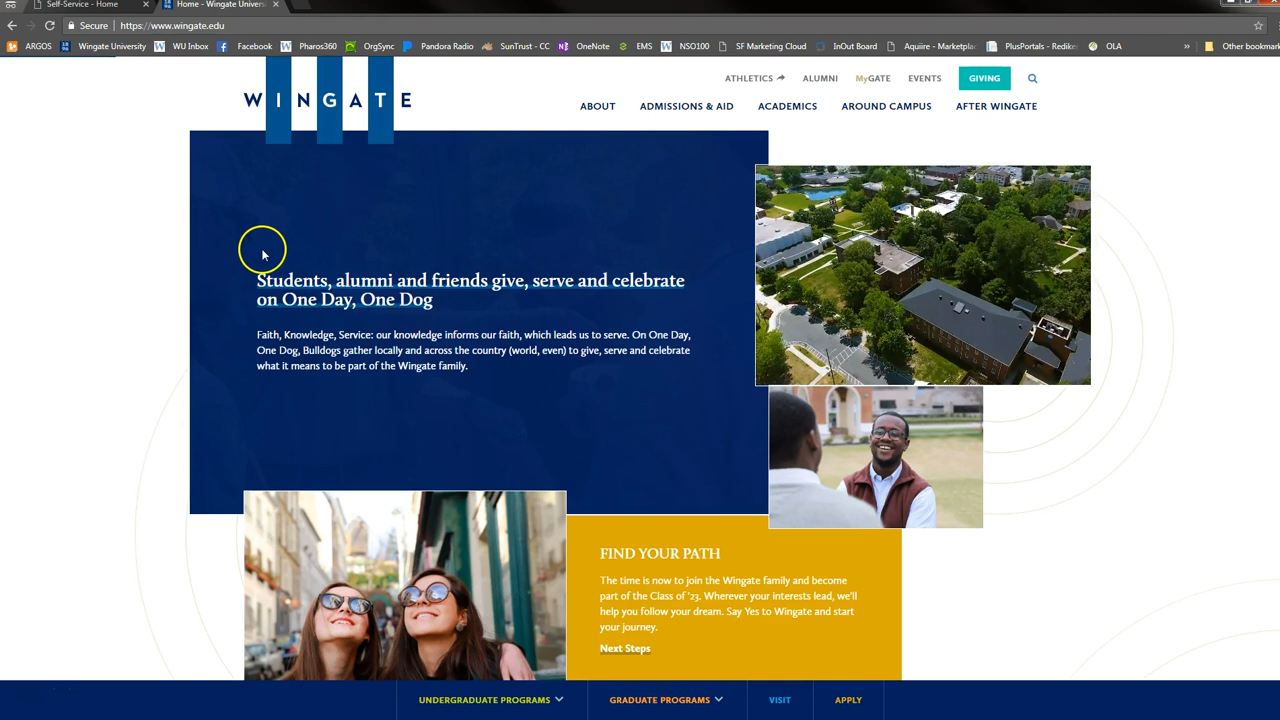 Self-Service - Home
Home - Wingate Univers
Secure
https://www.wingate.edu
ARGOS
Wingate University
WU Inbox
Facebook
Pharos360
OrgSync
Pandora Radio
SunTrust - CC
OneNote
EMS
NSO100
SF Marketing Cloud
InOut Board
Aquiire - Marketplac
PlusPortals - Rediker
OLA
»
Other bookmark
WINGATE
ATHLETICS
ALUMNI
MyGATE
EVENTS
GIVING
ABOUT
ADMISSIONS & AID
ACADEMICS
AROUND CAMPUS
AFTER WINGATE
Students, alumni and friends give, serve and celebrate
on One Day, One Dog
Faith, Knowledge, Service: our knowledge informs our faith, which leads us to serve. On One Day,
One Dog, Bulldogs gather locally and across the country (world, even) to give, serve and celebrate
what it means to be part of the Wingate family.
FIND YOUR PATH
The time is now to join the Wingate family and become
part of the Class of '23. Wherever your interests lead, we'll
help you follow your dream. Say Yes to Wingate and start
your journey.
Next Steps
UNDERGRADUATE PROGRAMS
GRADUATE PROGRAMS
VISIT
APPLY